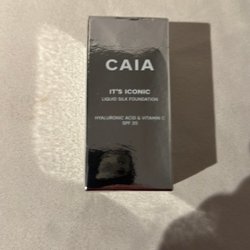 CAIA
IT'S ICONIC
LIQUID SILK FOUNDATION
HYALURONIC ACID & VITAMIN C
SPF 20